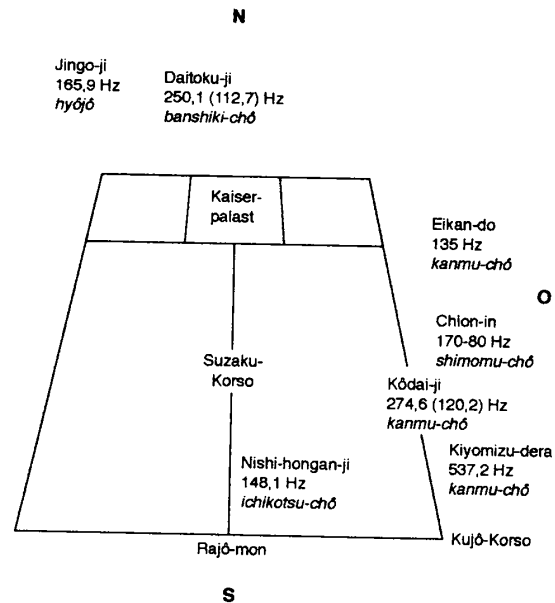 N
Jingo-ji
165,9 Hz
hyôjô
Daitoku-ji
250,1 (112,7) Hz
banshiki-chô
Kaiser-
palast
Eikan-do
135 Hz
kanmu-chô
O
Chion-in
170-80 Hz
shimomu-chô
Suzaku-
Korso
Kôdai-ji
274,6 (120,2) Hz
kanmu-chô
Kiyomizu-dera
537,2 Hz
kanmu-chô
Nishi-hongan-ji
148,1 Hz
ichikotsu-chô
Kujô-Korso
Rajô-mon
S